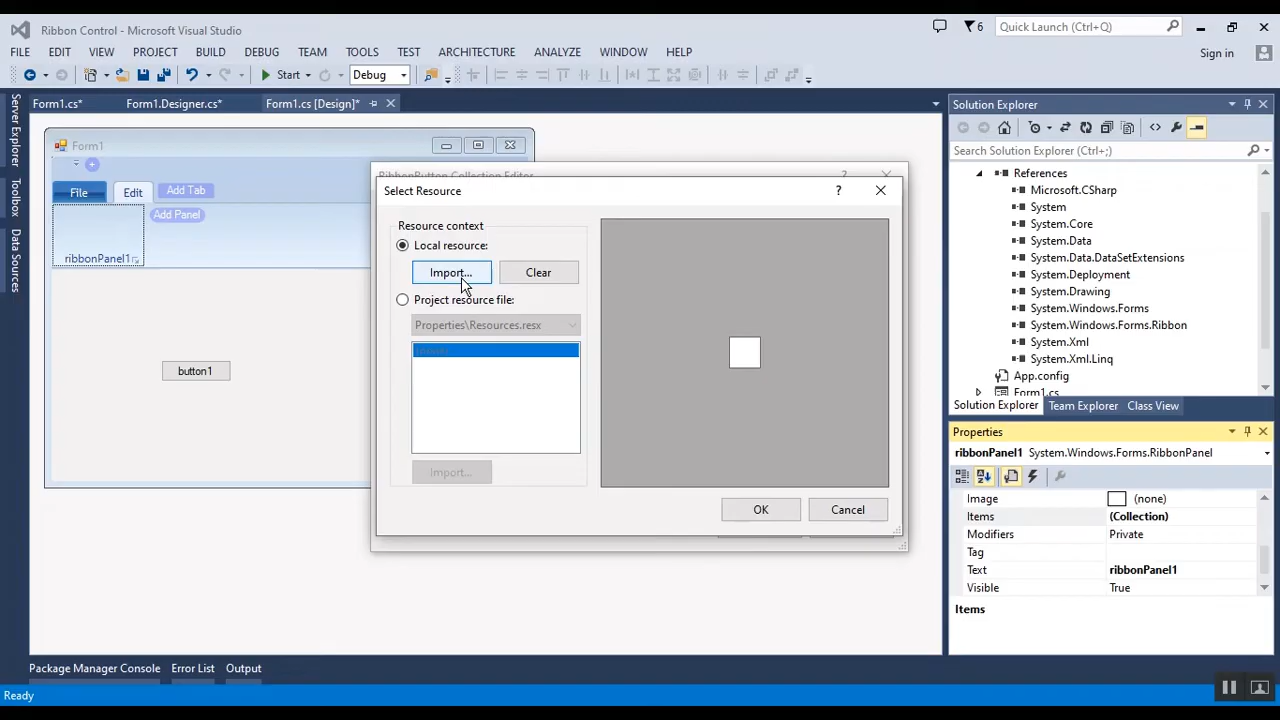 Ribbon Control - Microsoft Visual Studio
6
Quick Launch (Ctrl+Q)
FILE EDIT VIEW PROJECT BUILD DEBUG TEAM TOOLS TEST ARCHITECTURE ANALYZE WINDOW HELP
Sign in
Start
Debug
Form1.cs*
Form1.Designer.cs*
Form1.cs [Design]*
Server Explorer
Toolbox
Data Sources
Form1
File
Edit
Add Tab
Add Panel
ribbonPanel1
button1
RibbonButton Collection Editor
Select Resource
?
Resource context
Local resource:
Import...
Clear
Project resource file:
Properties\Resources.resx
Import...
OK
Cancel
Solution Explorer
Search Solution Explorer (Ctrl+;)
References
Microsoft.CSharp
System
System.Core
System.Data
System.Data.DataSetExtensions
System.Deployment
System.Drawing
System.Windows.Forms
System.Windows.Forms.Ribbon
System.Xml
System.Xml.Linq
App.config
Form1.cs
Solution Explorer Team Explorer Class View
Properties
ribbonPanel1 System.Windows.Forms.RibbonPanel
Image (none)
Items (Collection)
Modifiers Private
Tag
Text ribbonPanel1
Visible True
Items
Package Manager Console Error List Output
Ready